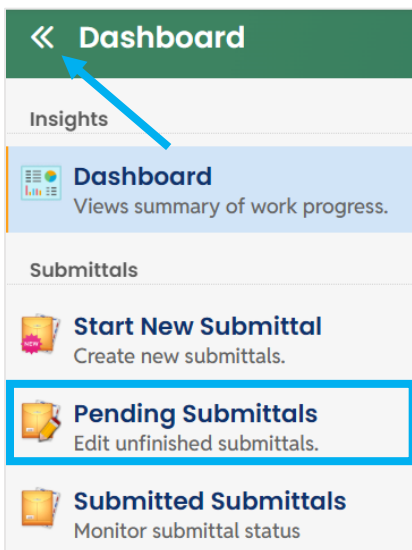 Dashboard
Insights
Dashboard
Views summary of work progress.
Submittals
Start New Submittal
NEW
Create new submittals.
Pending Submittals
Edit unfinished submittals.
Submitted Submittals
Monitor submittal status